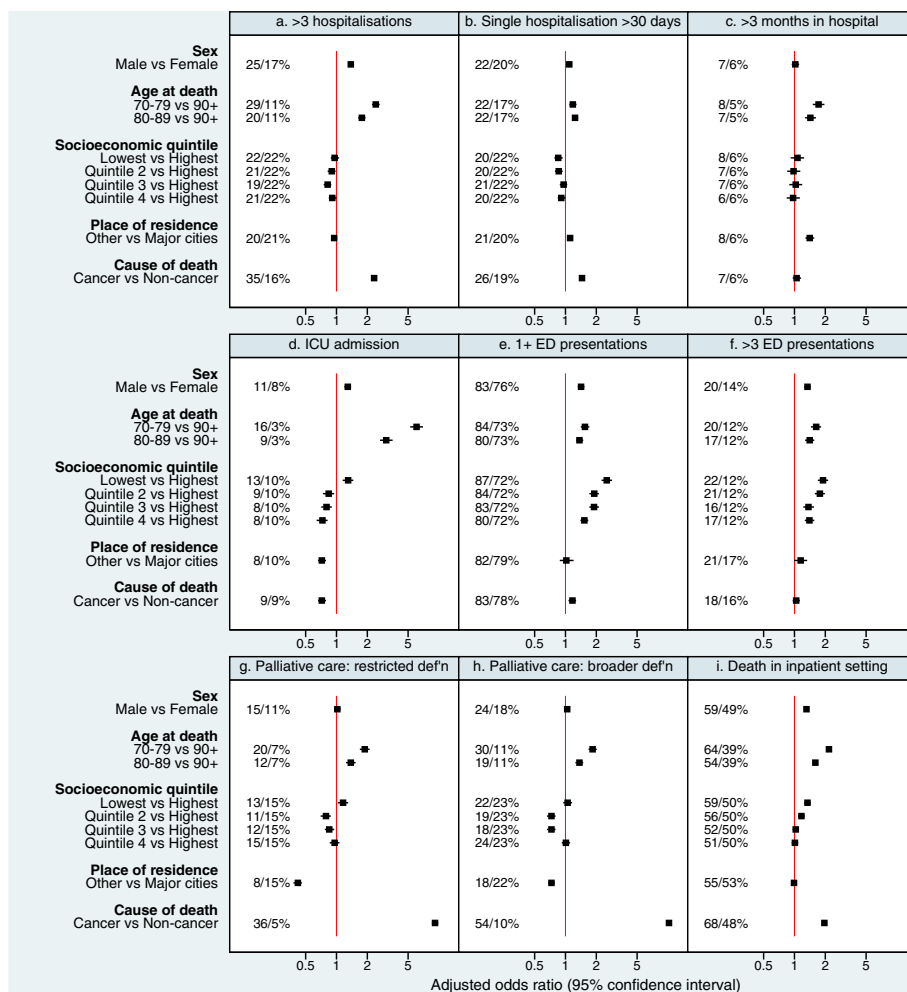 a. >3 hospitalisations b. Single hospitalisation >30 days c. >3 months in hospital
Sex
Male vs Female 25/17% 22/20% 7/6%
Age at death
70-79 vs 90+ 29/11% 22/17% 8/5%
80-89 vs 90+ 20/11% 22/17% 7/5%
Socioeconomic quintile
Lowest vs Highest 22/22% 20/22% 8/6%
Quintile 2 vs Highest 21/22% 20/22% 7/6%
Quintile 3 vs Highest 19/22% 21/22% 7/6%
Quintile 4 vs Highest 21/22% 20/22% 6/6%
Place of residence
Other vs Major cities 20/21% 21/20% 8/6%
Cause of death
Cancer vs Non-cancer 35/16% 26/19% 7/6%
0.5 1 2 5 0.5 1 2 5 0.5 1 2 5
d. ICU admission e. 1+ ED presentations f. >3 ED presentations
Sex
Male vs Female 11/8% 83/76% 20/14%
Age at death
70-79 vs 90+ 16/3% 84/73% 20/12%
80-89 vs 90+ 9/3% 80/73% 17/12%
Socioeconomic quintile
Lowest vs Highest 13/10% 87/72% 22/12%
Quintile 2 vs Highest 9/10% 84/72% 21/12%
Quintile 3 vs Highest 8/10% 83/72% 16/12%
Quintile 4 vs Highest 8/10% 80/72% 17/12%
Place of residence
Other vs Major cities 8/10% 82/79% 21/17%
Cause of death
Cancer vs Non-cancer 9/9% 83/78% 18/16%
0.5 1 2 5 0.5 1 2 5 0.5 1 2 5
g. Palliative care: restricted def'n h. Palliative care: broader def'n i. Death in inpatient setting
Sex
Male vs Female 15/11% 24/18% 59/49%
Age at death
70-79 vs 90+ 20/7% 30/11% 64/39%
80-89 vs 90+ 12/7% 19/11% 54/39%
Socioeconomic quintile
Lowest vs Highest 13/15% 22/23% 59/50%
Quintile 2 vs Highest 11/15% 19/23% 56/50%
Quintile 3 vs Highest 12/15% 18/23% 52/50%
Quintile 4 vs Highest 15/15% 24/23% 51/50%
Place of residence
Other vs Major cities 8/15% 18/22% 55/53%
Cause of death
Cancer vs Non-cancer 36/5% 54/10% 68/48%
0.5 1 2 5 0.5 1 2 5 0.5 1 2 5
Adjusted odds ratio (95% confidence interval)